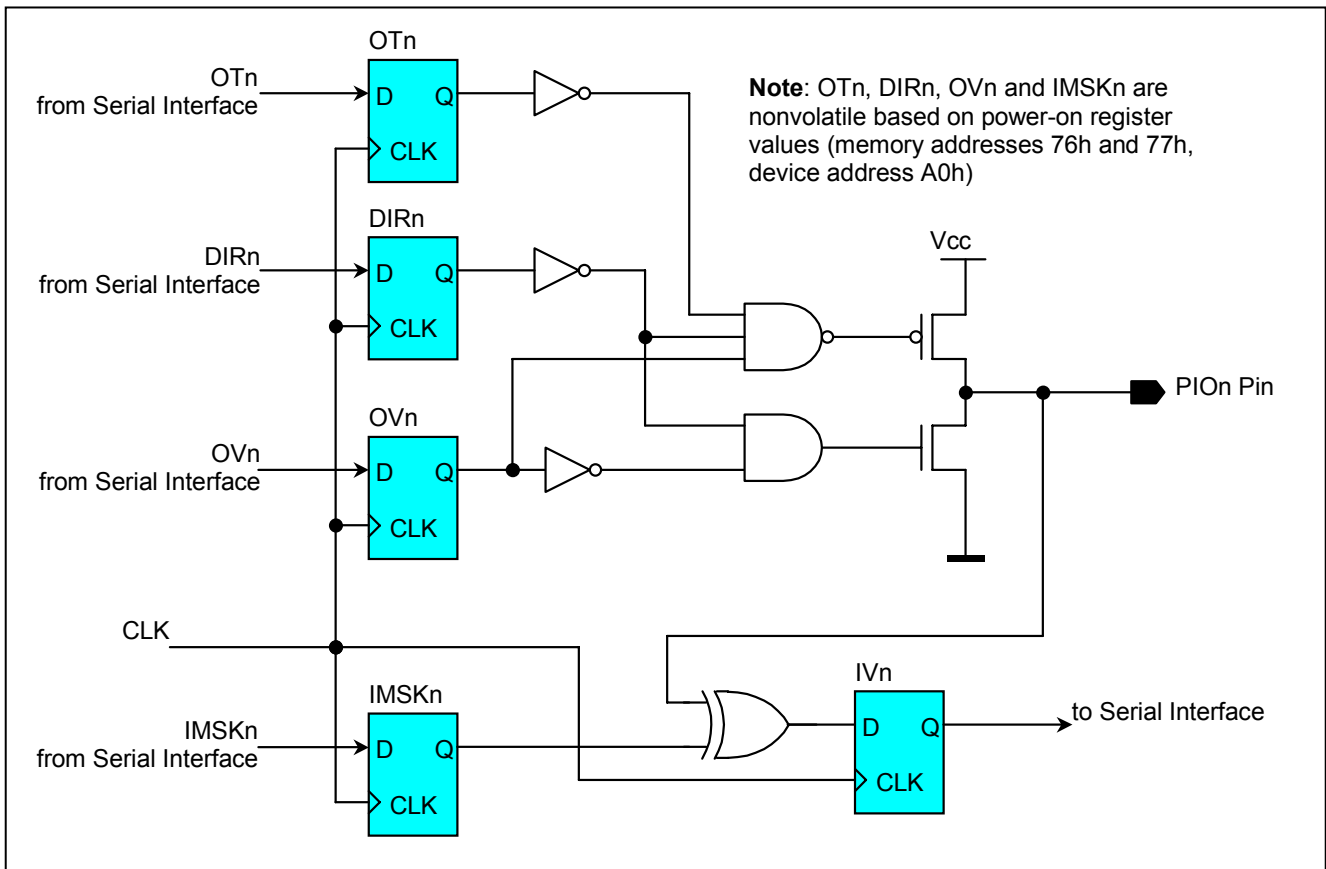 OTn
OTn
from Serial Interface
D Q
CLK
Note: OTn, DIRn, OVn and IMSKn are
nonvolatile based on power-on register
values (memory addresses 76h and 77h,
device address A0h)
DIRn
DIRn
from Serial Interface
D Q
CLK
Vcc
PIOn Pin
OVn
OVn
from Serial Interface
D Q
CLK
CLK
IMSKn
IMSKn
from Serial Interface
D Q
CLK
IVn
D Q
CLK
to Serial Interface